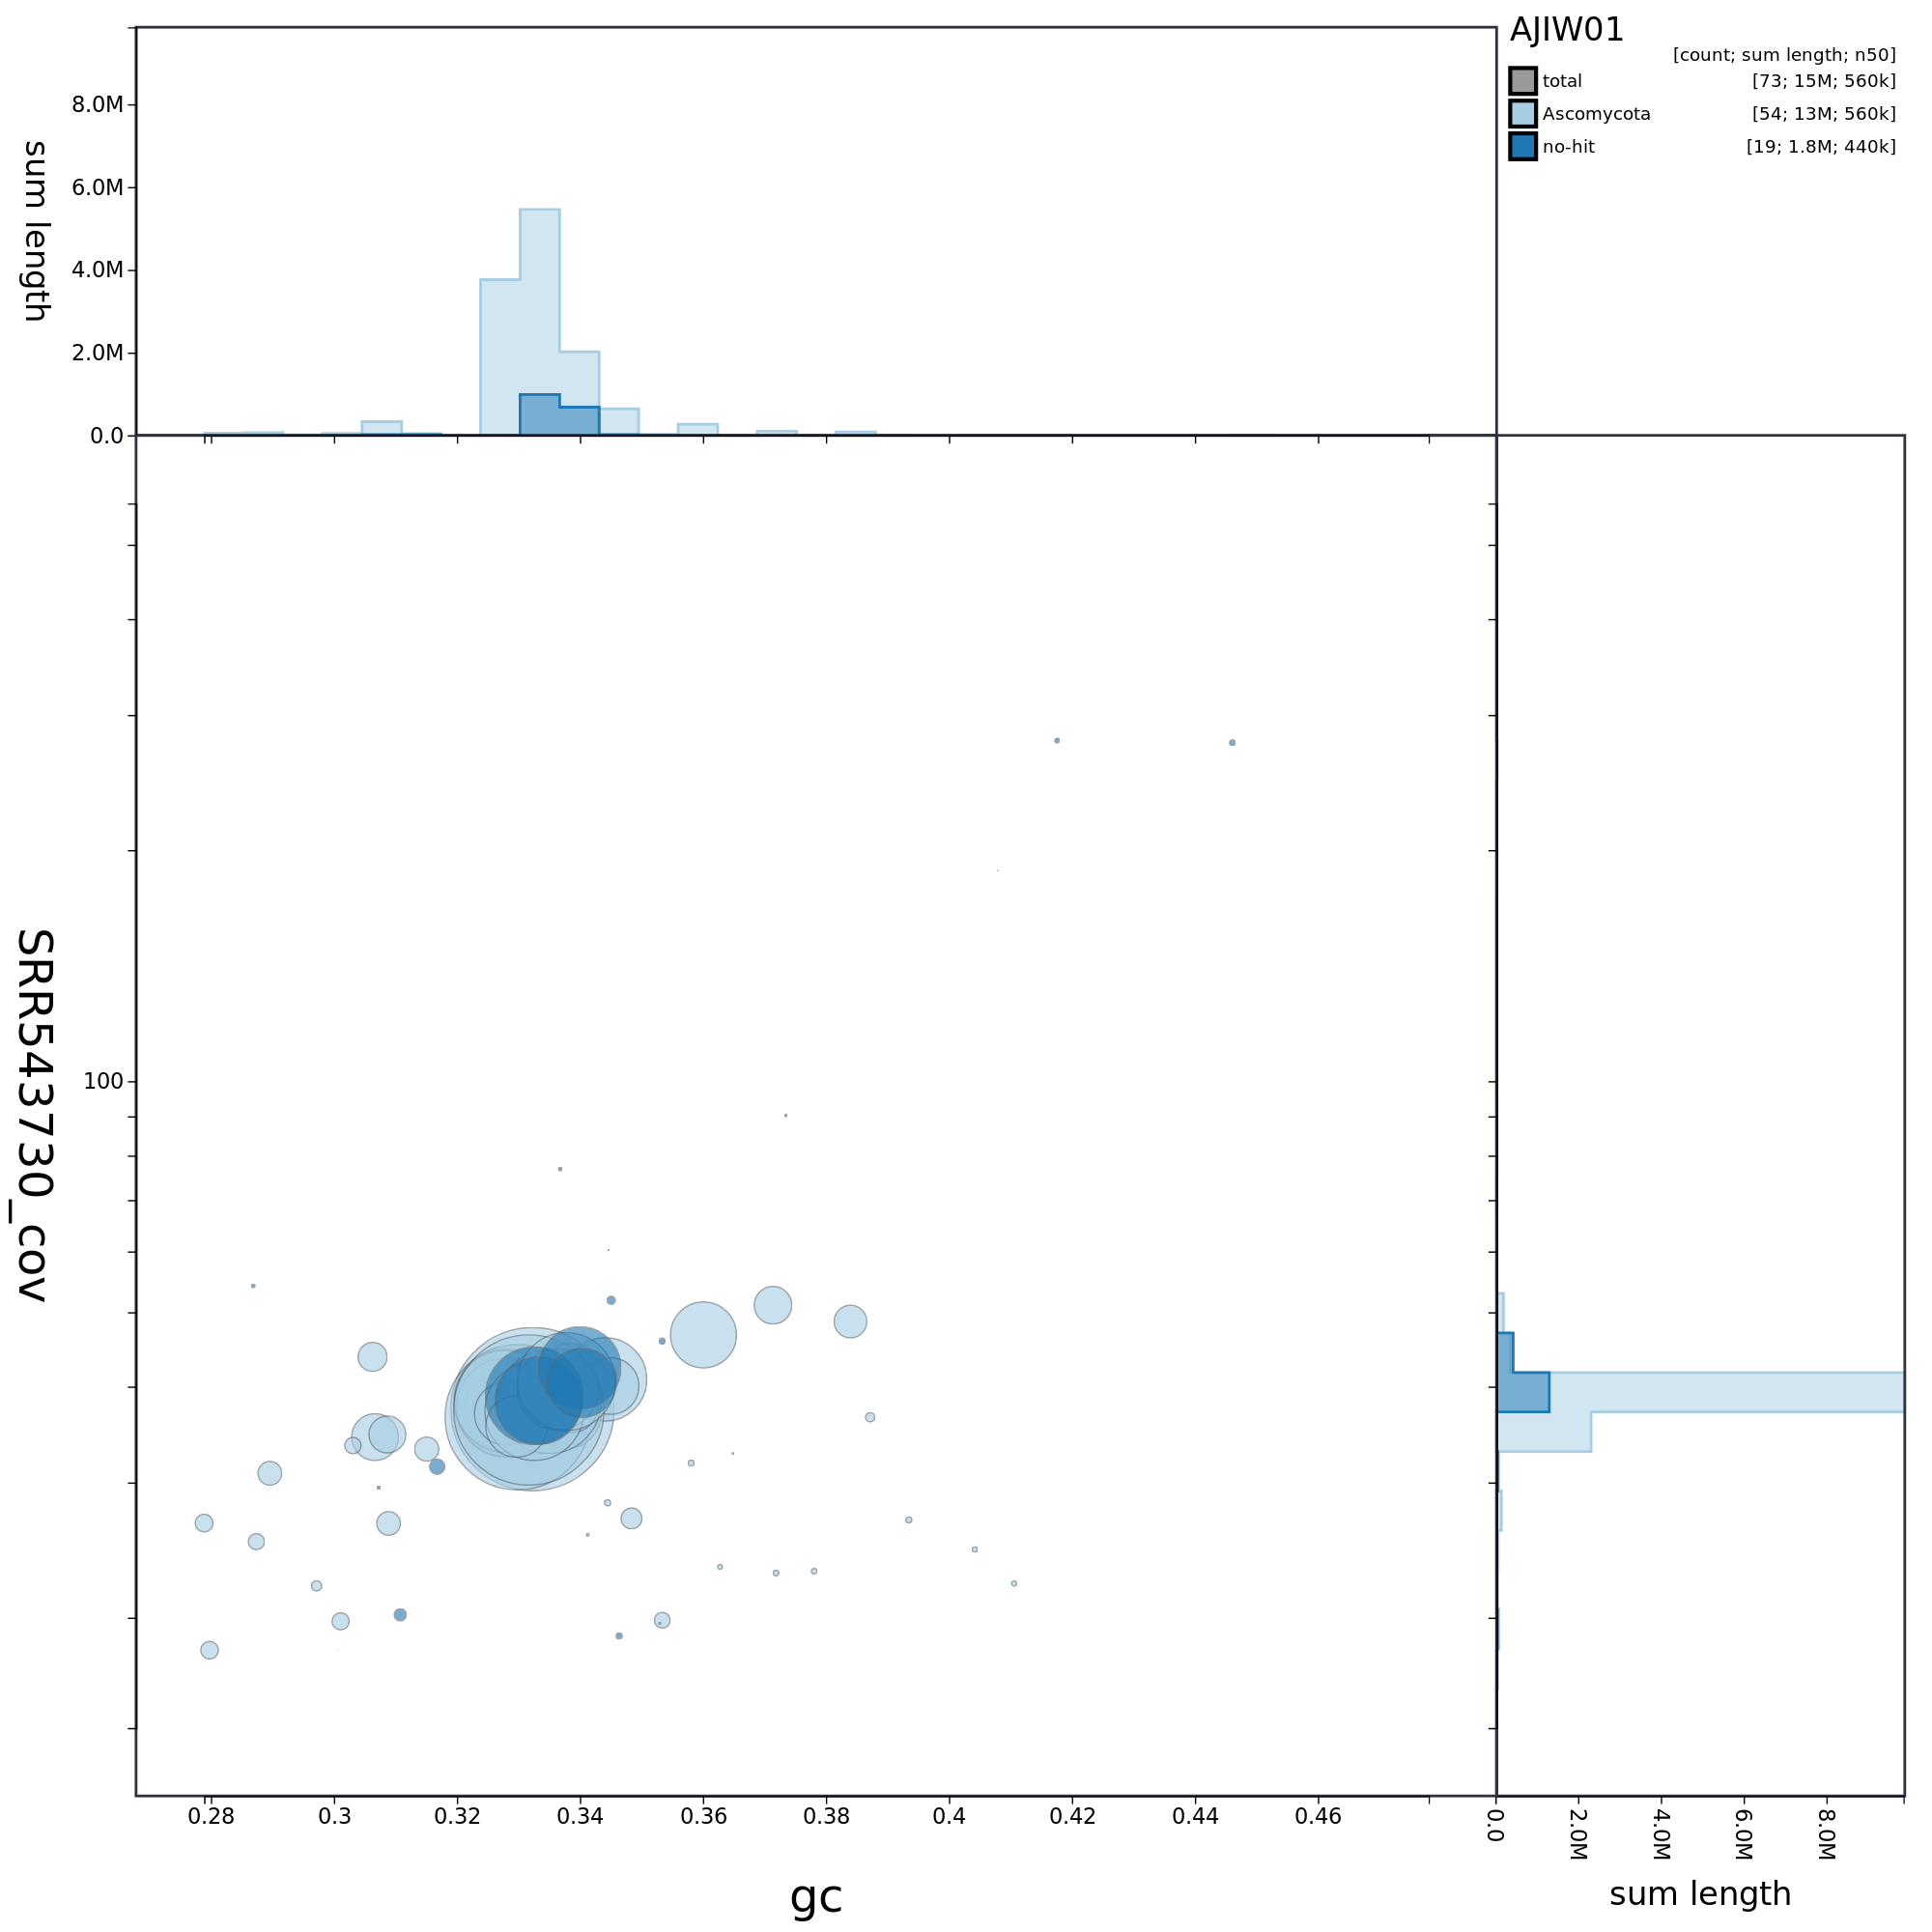 AJIW01
[count; sum length; n50]
total [73; 15M; 560k]
Ascomycota [54; 13M; 560k]
no-hit [19; 1.8M; 440k]
sum length
8.0M
6.0M
4.0M
2.0M
0.0
SRR543730_cov
100
0.28 0.3 0.32 0.34 0.36 0.38 0.4 0.42 0.44 0.46
gc
0.0 2.0M 4.0M 6.0M 8.0M
sum length